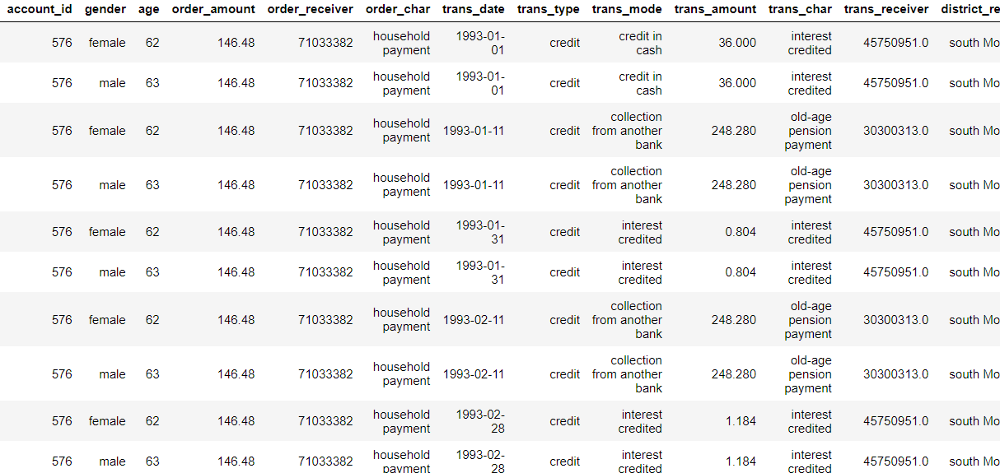 account_id gender age order_amount order_receiver order_char trans_date trans_type trans_mode trans_amount trans_char trans_receiver district_re
576 female 62 146.48 71033382 household payment 1993-01-01 credit credit in cash 36.000 interest credited 45750951.0 south Mo
576 male 63 146.48 71033382 household payment 1993-01-01 credit credit in cash 36.000 interest credited 45750951.0 south Mo
576 female 62 146.48 71033382 household payment 1993-01-11 credit collection from another bank 248.280 old-age pension payment 30300313.0 south Mo
576 male 63 146.48 71033382 household payment 1993-01-11 credit collection from another bank 248.280 old-age pension payment 30300313.0 south Mo
576 female 62 146.48 71033382 household payment 1993-01-31 credit interest credited 0.804 interest credited 45750951.0 south Mo
576 male 63 146.48 71033382 household payment 1993-01-31 credit interest credited 0.804 interest credited 45750951.0 south Mo
576 female 62 146.48 71033382 household payment 1993-02-11 credit collection from another bank 248.280 old-age pension payment 30300313.0 south Mo
576 male 63 146.48 71033382 household payment 1993-02-11 credit collection from another bank 248.280 old-age pension payment 30300313.0 south Mo
576 female 62 146.48 71033382 household payment 1993-02-28 credit interest credited 1.184 interest credited 45750951.0 south Mo
576 male 63 146.48 71033382 household payment 1993-02-28 credit interest credited 1.184 interest credited 45750951.0 south Mo